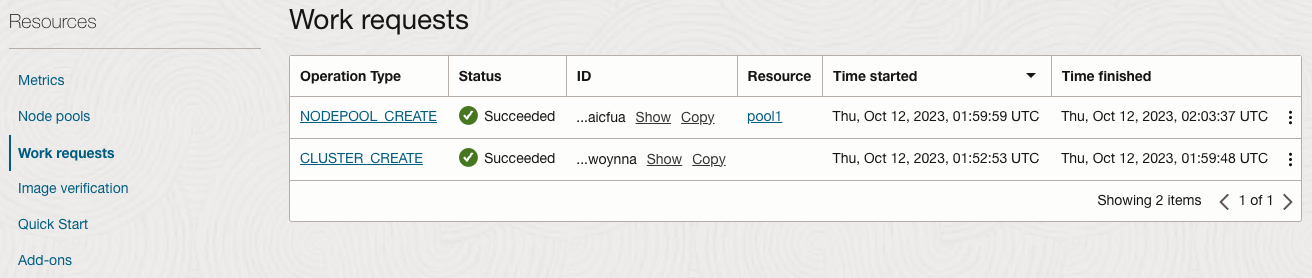 Resources
Metrics
Node pools
Work requests
Image verification
Quick Start
Add-ons
Work requests
Operation Type Status ID Resource Time started Time finished
NODEPOOL_CREATE Succeeded ...aicfua Show Copy pool1 Thu, Oct 12, 2023, 01:59:59 UTC Thu, Oct 12, 2023, 02:03:37 UTC
CLUSTER_CREATE Succeeded ...woynna Show Copy Thu, Oct 12, 2023, 01:52:53 UTC Thu, Oct 12, 2023, 01:59:48 UTC
Showing 2 items 1 of 1